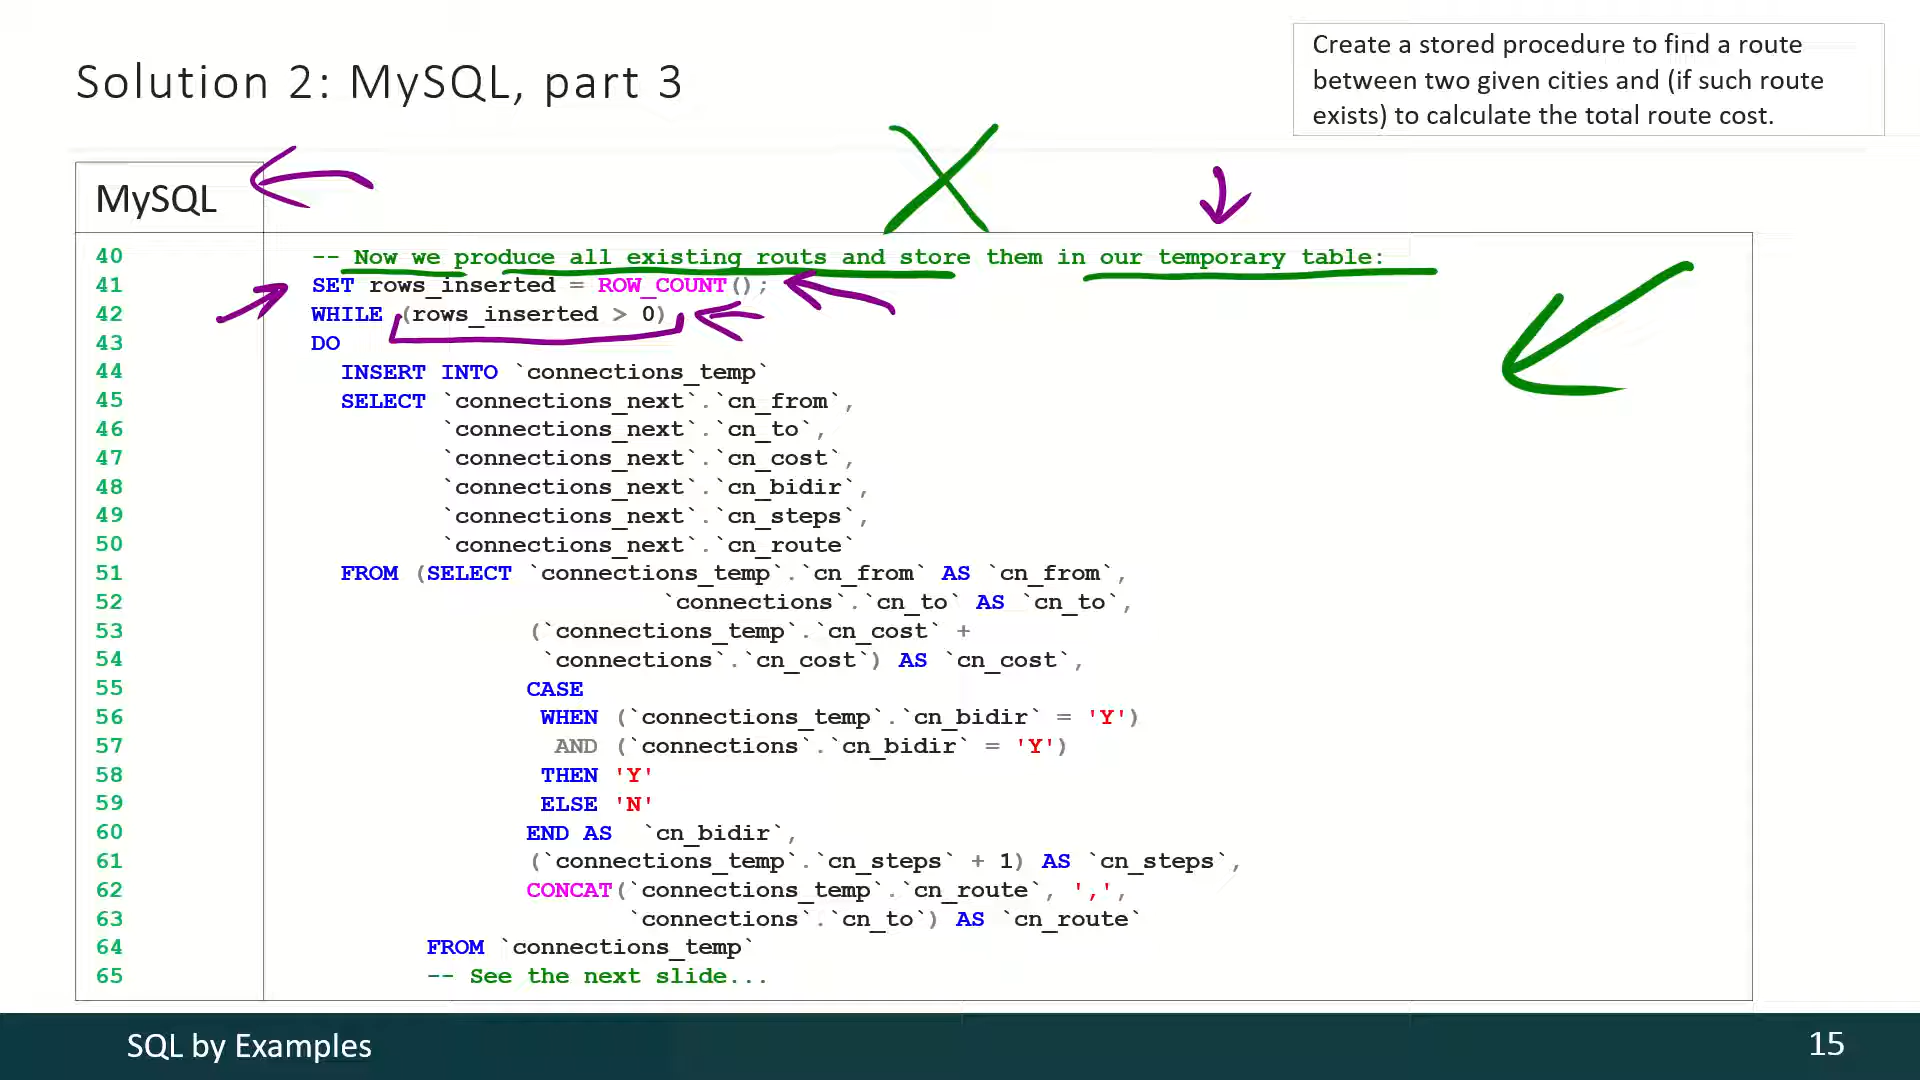 Solution 2: MySQL, part 3
Create a stored procedure to find a route
between two given cities and (if such route
exists) to calculate the total route cost.
MySQL
40 -- Now we produce all existing routs and store them in our temporary table:
41 SET rows_inserted = ROW_COUNT();
42 WHILE (rows_inserted > 0)
43 DO
44 INSERT INTO `connections_temp`
45 SELECT `connections_next`.`cn_from`,
46 `connections_next`.`cn_to`,
47 `connections_next`.`cn_cost`,
48 `connections_next`.`cn_bidir`,
49 `connections_next`.`cn_steps`,
50 `connections_next`.`cn_route`
51 FROM (SELECT `connections_temp`.`cn_from` AS `cn_from`,
52 `connections`.`cn_to` AS `cn_to`,
53 (`connections_temp`.`cn_cost` +
54 `connections`.`cn_cost`) AS `cn_cost`,
55 CASE
56 WHEN (`connections_temp`.`cn_bidir` = 'Y')
57 AND (`connections`.`cn_bidir` = 'Y')
58 THEN 'Y'
59 ELSE 'N'
60 END AS `cn_bidir`,
61 (`connections_temp`.`cn_steps` + 1) AS `cn_steps`,
62 CONCAT(`connections_temp`.`cn_route`, ',',
63 `connections`.`cn_to`) AS `cn_route`
64 FROM `connections_temp`
65 -- See the next slide...
SQL by Examples
15